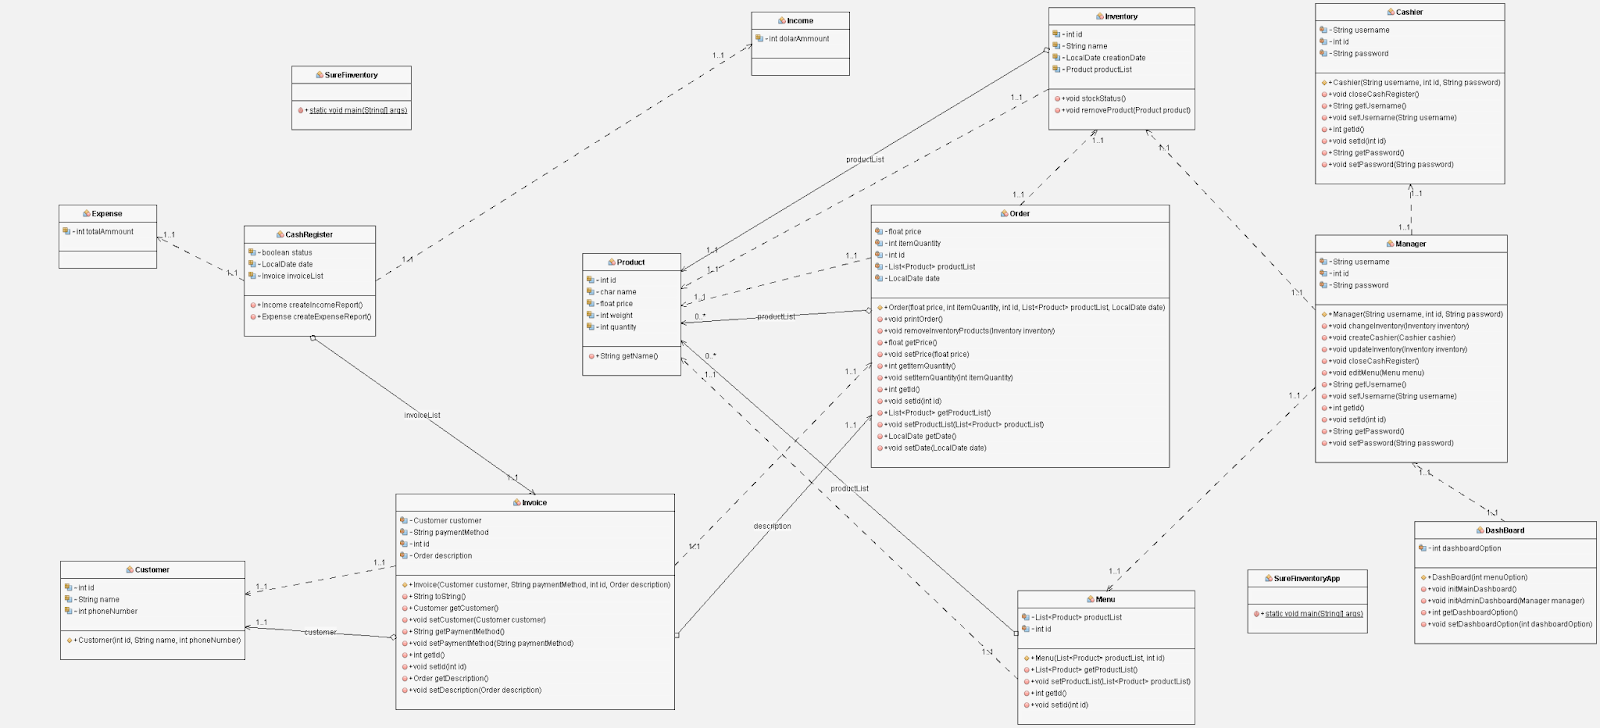 SureFinventory
+ static void main(String[] args)
Income
- int dolarAmmount
Inventory
- int id
- String name
- LocalDate creationDate
- Product productList
+ void stockStatus()
+ void removeProduct(Product product)
Cashier
- String username
- int id
- String password
+ Cashier(String username, int id, String password)
+ void closeCashRegister()
+ String getUsername()
+ void setUsername(String username)
+ int getId()
+ void setId(int id)
+ String getPassword()
+ void setPassword(String password)
Expense
- int totalAmmount
CashRegister
- boolean status
- LocalDate date
- Invoice invoiceList
+ Income createIncomeReport()
+ Expense createExpenseReport()
Product
- int id
- char name
- float price
- int weight
- int quantity
+ String getName()
Order
- float price
- int itemQuantity
- int id
- List<Product> productList
- LocalDate date
+ Order(float price, int itemQuantity, int id, List<Product> productList, LocalDate date)
+ void printOrder()
+ void removeInventoryProducts(Inventory inventory)
+ float getPrice()
+ void setPrice(float price)
+ int getItemQuantity()
+ void setItemQuantity(int itemQuantity)
+ int getId()
+ void setId(int id)
+ List<Product> getProductList()
+ void setProductList(List<Product> productList)
+ LocalDate getDate()
+ void setDate(LocalDate date)
Manager
- String username
- int id
- String password
+ Manager(String username, int id, String password)
+ void changeInventory(Inventory inventory)
+ void createCashier(Cashier cashier)
+ void updateInventory(Inventory inventory)
+ void closeCashRegister()
+ void editMenu(Menu menu)
+ String getUsername()
+ void setUsername(String username)
+ int getId()
+ void setId(int id)
+ String getPassword()
+ void setPassword(String password)
Invoice
- Customer customer
- String paymentMethod
- int id
- Order description
+ Invoice(Customer customer, String paymentMethod, int id, Order description)
+ String toString()
+ Customer getCustomer()
+ void setCustomer(Customer customer)
+ String getPaymentMethod()
+ void setPaymentMethod(String paymentMethod)
+ int getId()
+ void setId(int id)
+ Order getDescription()
+ void setDescription(Order description)
Customer
- int id
- String name
- int phoneNumber
+ Customer(int id, String name, int phoneNumber)
Menu
- List<Product> productList
- int id
+ Menu(List<Product> productList, int id)
+ List<Product> getProductList()
+ void setProductList(List<Product> productList)
+ int getId()
+ void setId(int id)
SureFinventoryApp
+ static void main(String[] args)
DashBoard
- int dashboardOption
+ DashBoard(int menuOption)
+ void initMainDashboard()
+ void initAdminDashboard(Manager manager)
+ int getDashboardOption()
+ void setDashboardOption(int dashboardOption)
1..1
1..1
1..1
1..1
1..1
productList
1..1
1..1
1..1
1..1
1..1
1..1
1..1
1..1
1..1
1..1
0..*
productList
0..*
1..1
1..1
1..1
1..1
invoiceList
1..1
productList
description
1..1
1..1
1..1
1..1
1..1
1..1
customer
1..1
1..1
1..1
1..1